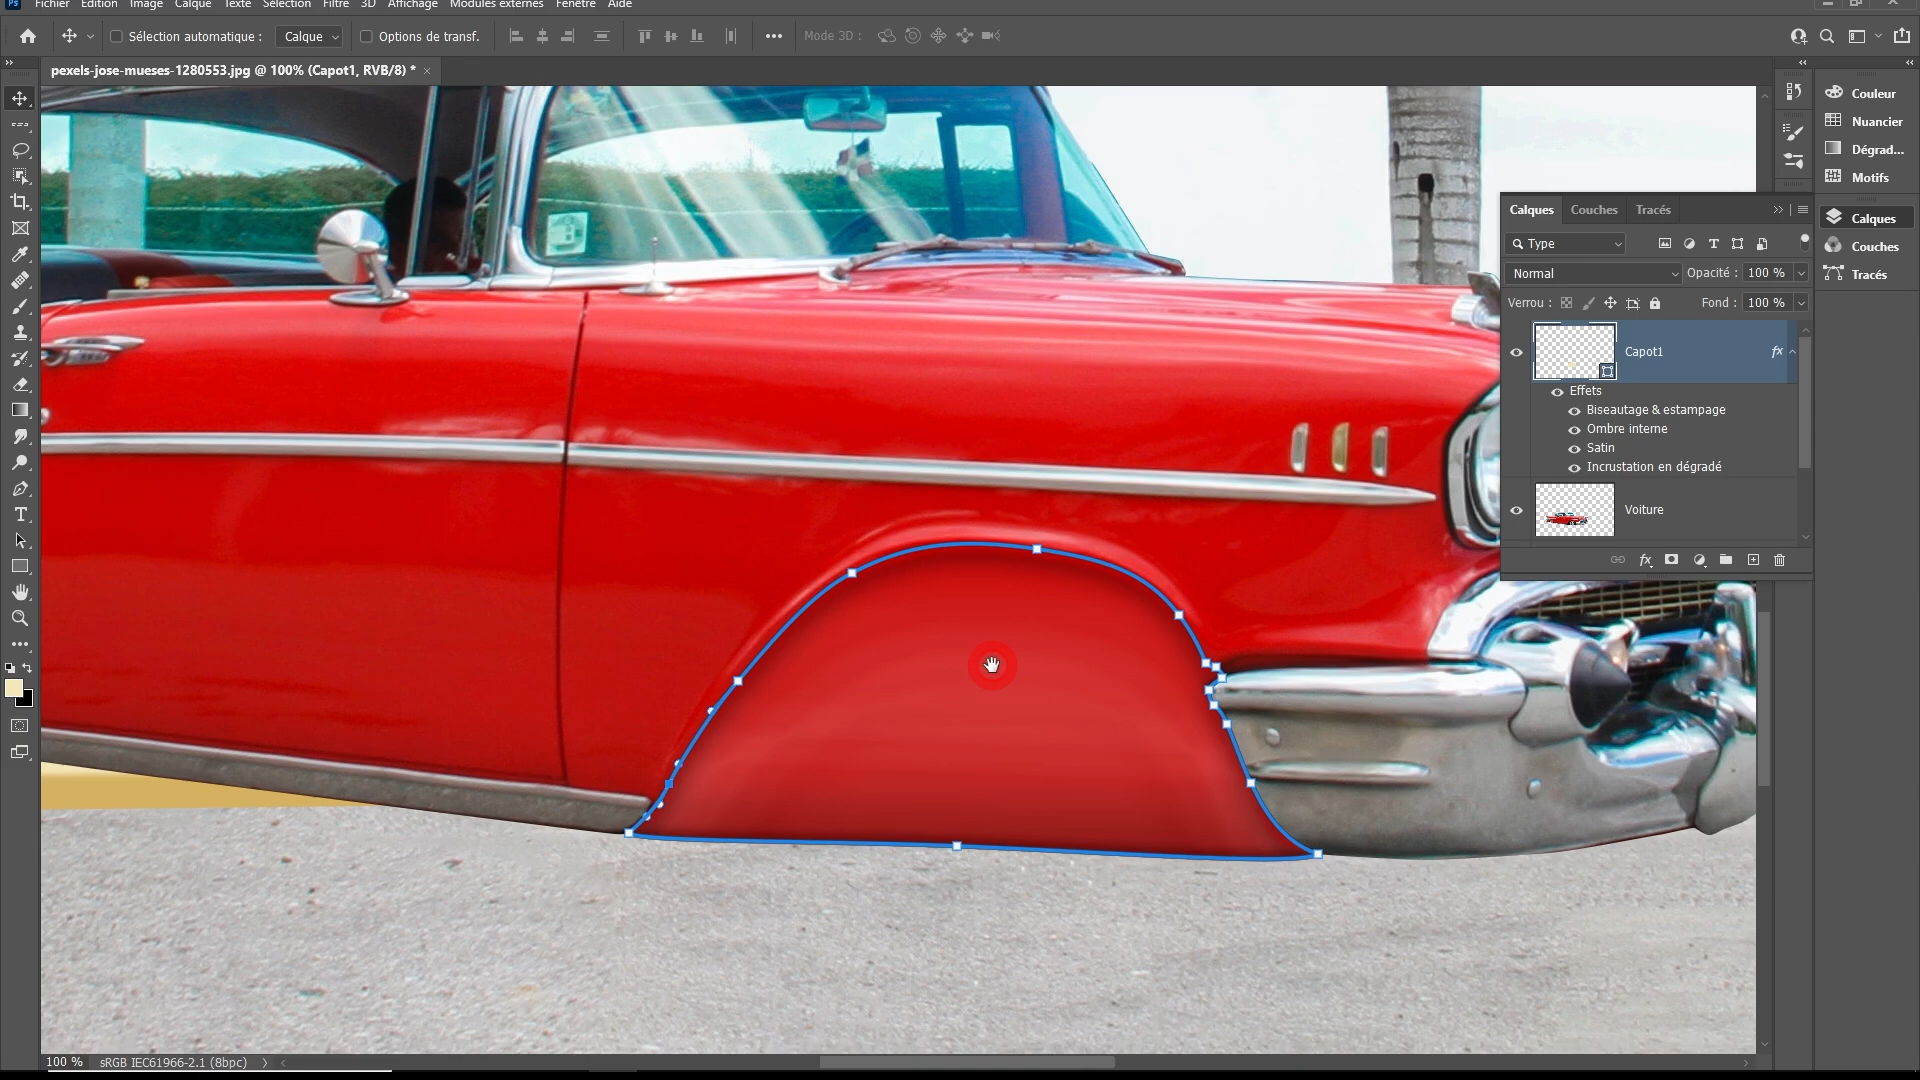 Ps Fichier Edition Image Calque Texte Sélection Filtre 3D Affichage Modules externes Fenêtre Aide
Sélection automatique : Calque Options de transf. Mode 3D :
pexels-jose-mueses-1280553.jpg @ 100% (Capot1, RVB/8) * ×
Couleur
Nuancier
Dégrad...
Motifs
Calques
Couches
Tracés
Calques Couches Tracés
Type
Normal Opacité : 100 %
Verrou : Fond : 100 %
Capot1 fx
Effets
Biseautage & estampage
Ombre interne
Satin
Incrustation en dégradé
Voiture
fx
100 % sRGB IEC61966-2.1 (8bpc)